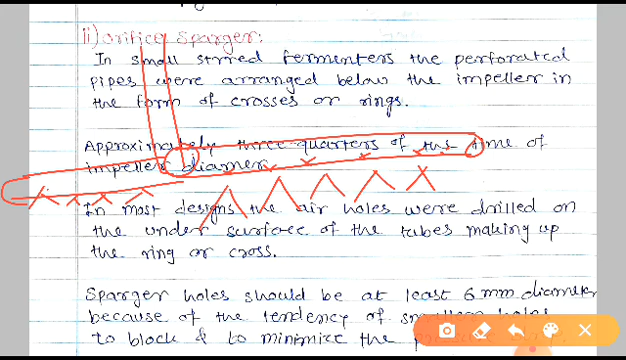 ii) orifice Sparger:
In small stirred fermenters the perforated
pipes were arranged below the impeller in
the form of crosses or rings.
Approximately three-quarters of the time of
impeller diameter
In most designs the air holes were drilled on
the under surface of the tubes making up
the ring or cross.
Sparger holes should be at least 6mm diameter
because of the tendency of smaller holes
to block & to minimize the